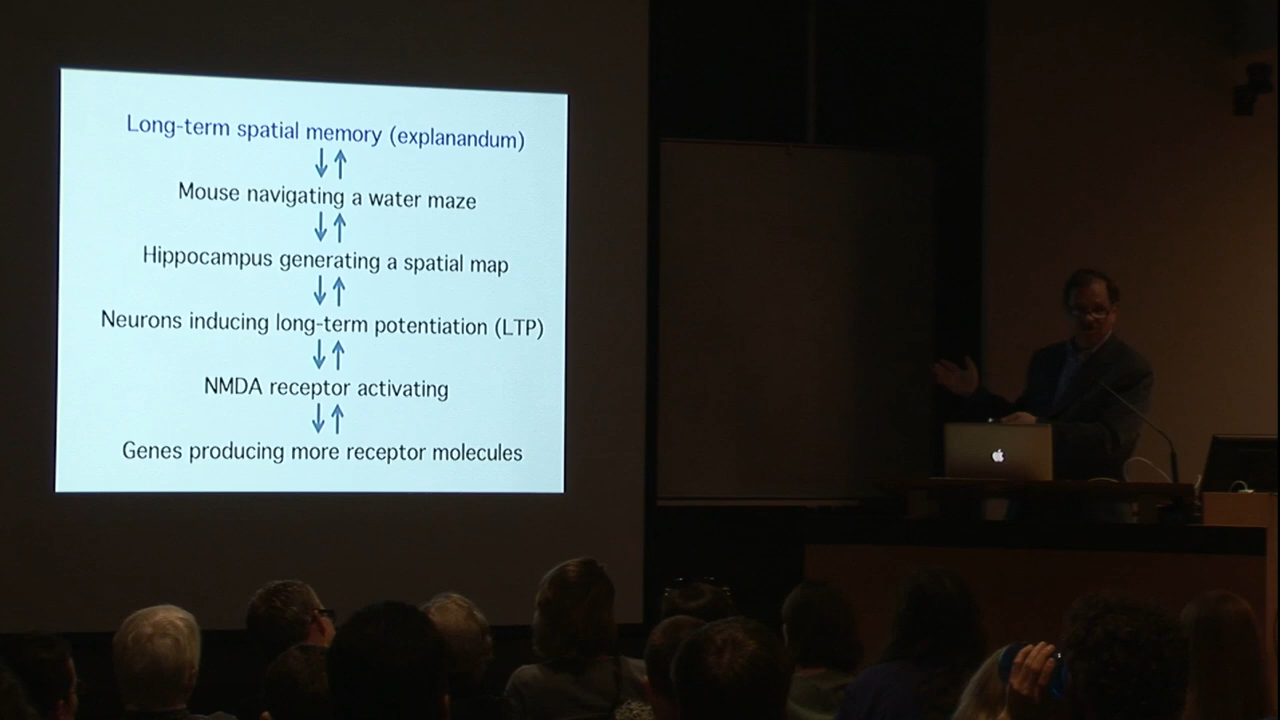 Long-term spatial memory (explanandum)
↓↑
Mouse navigating a water maze
↓↑
Hippocampus generating a spatial map
↓↑
Neurons inducing long-term potentiation (LTP)
↓↑
NMDA receptor activating
↓↑
Genes producing more receptor molecules